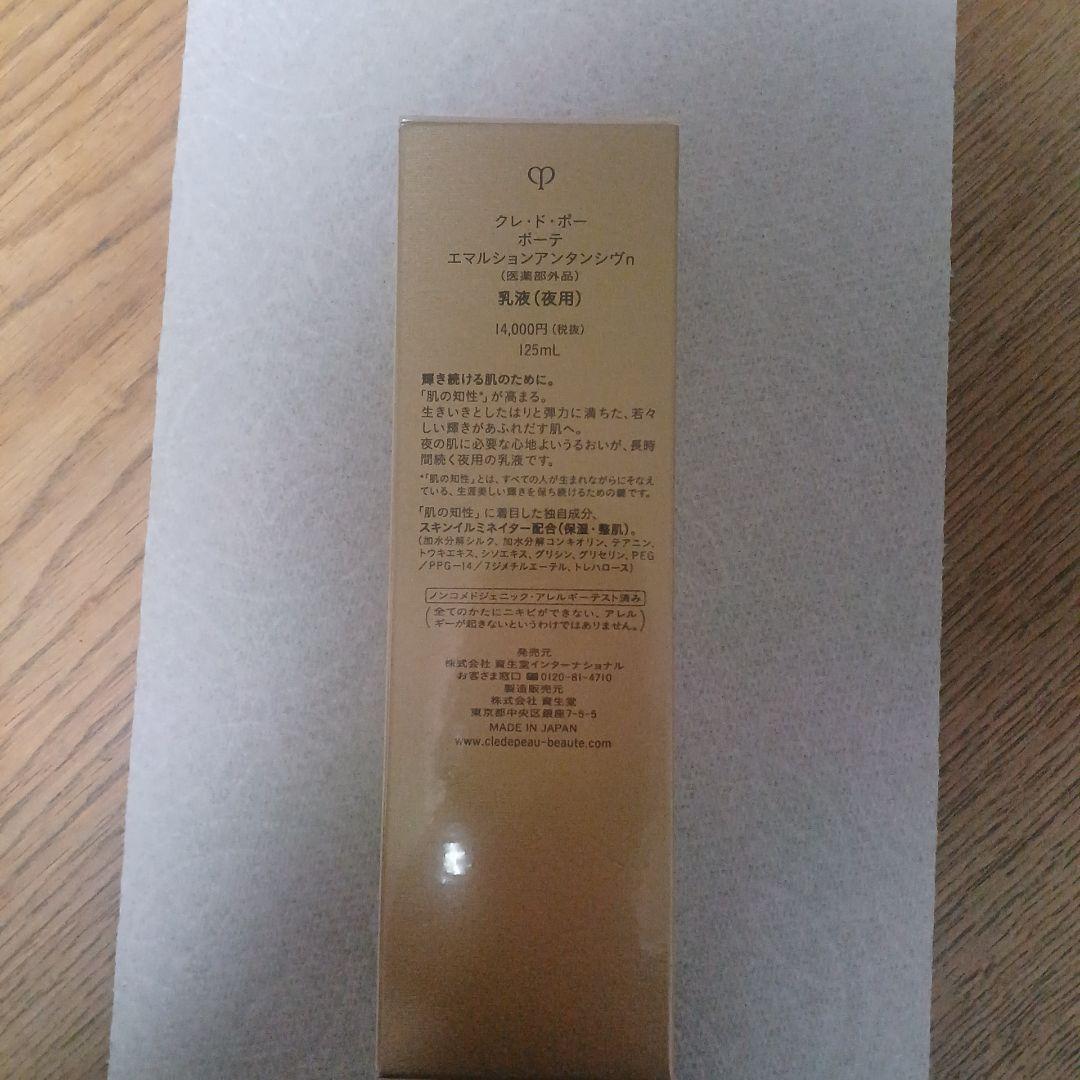 クレ・ド・ポー
ボーテ
エマルションアンタンシヴn
(医薬部外品)
乳液(夜用)
14,000円(税抜)
125mL
輝き続ける肌のために。
「肌の知性*」が高まる。
生きいきとしたはりと弾力に満ちた、若々
しい輝きがあふれだす肌へ。
夜の肌に必要な心地よいうるおいが、長時
間続く夜用の乳液です。
*「肌の知性」とは、すべての人が生まれながらにそなえ
ている、生涯美しい輝きを保ち続けるための鍵です。
「肌の知性」に着目した独自成分、
スキンイルミネイター配合(保湿・整肌)。
(加水分解シルク、加水分解コンキオリン、テアニン、
トウキエキス、シソエキス、グリシン、グリセリン、PEG
/PPG-14/7ジメチルエーテル、トレハロース)
ノンコメドジェニック・アレルギーテスト済み
(全てのかたにニキビができない、アレル
ギーが起きないというわけではありません。)
発売元
株式会社 資生堂インターナショナル
お客さま窓口 0120-81-4710
製造販売元
株式会社 資生堂
東京都中央区銀座7-5-5
MADE IN JAPAN
www.cledepeau-beaute.com